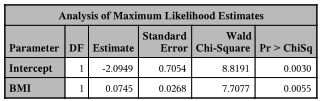 Analysis of Maximum Likelihood Estimates
Parameter DF Estimate Standard Error Wald Chi-Square Pr > ChiSq
Intercept 1 -2.0949 0.7054 8.8191 0.0030
BMI 1 0.0745 0.0268 7.7077 0.0055